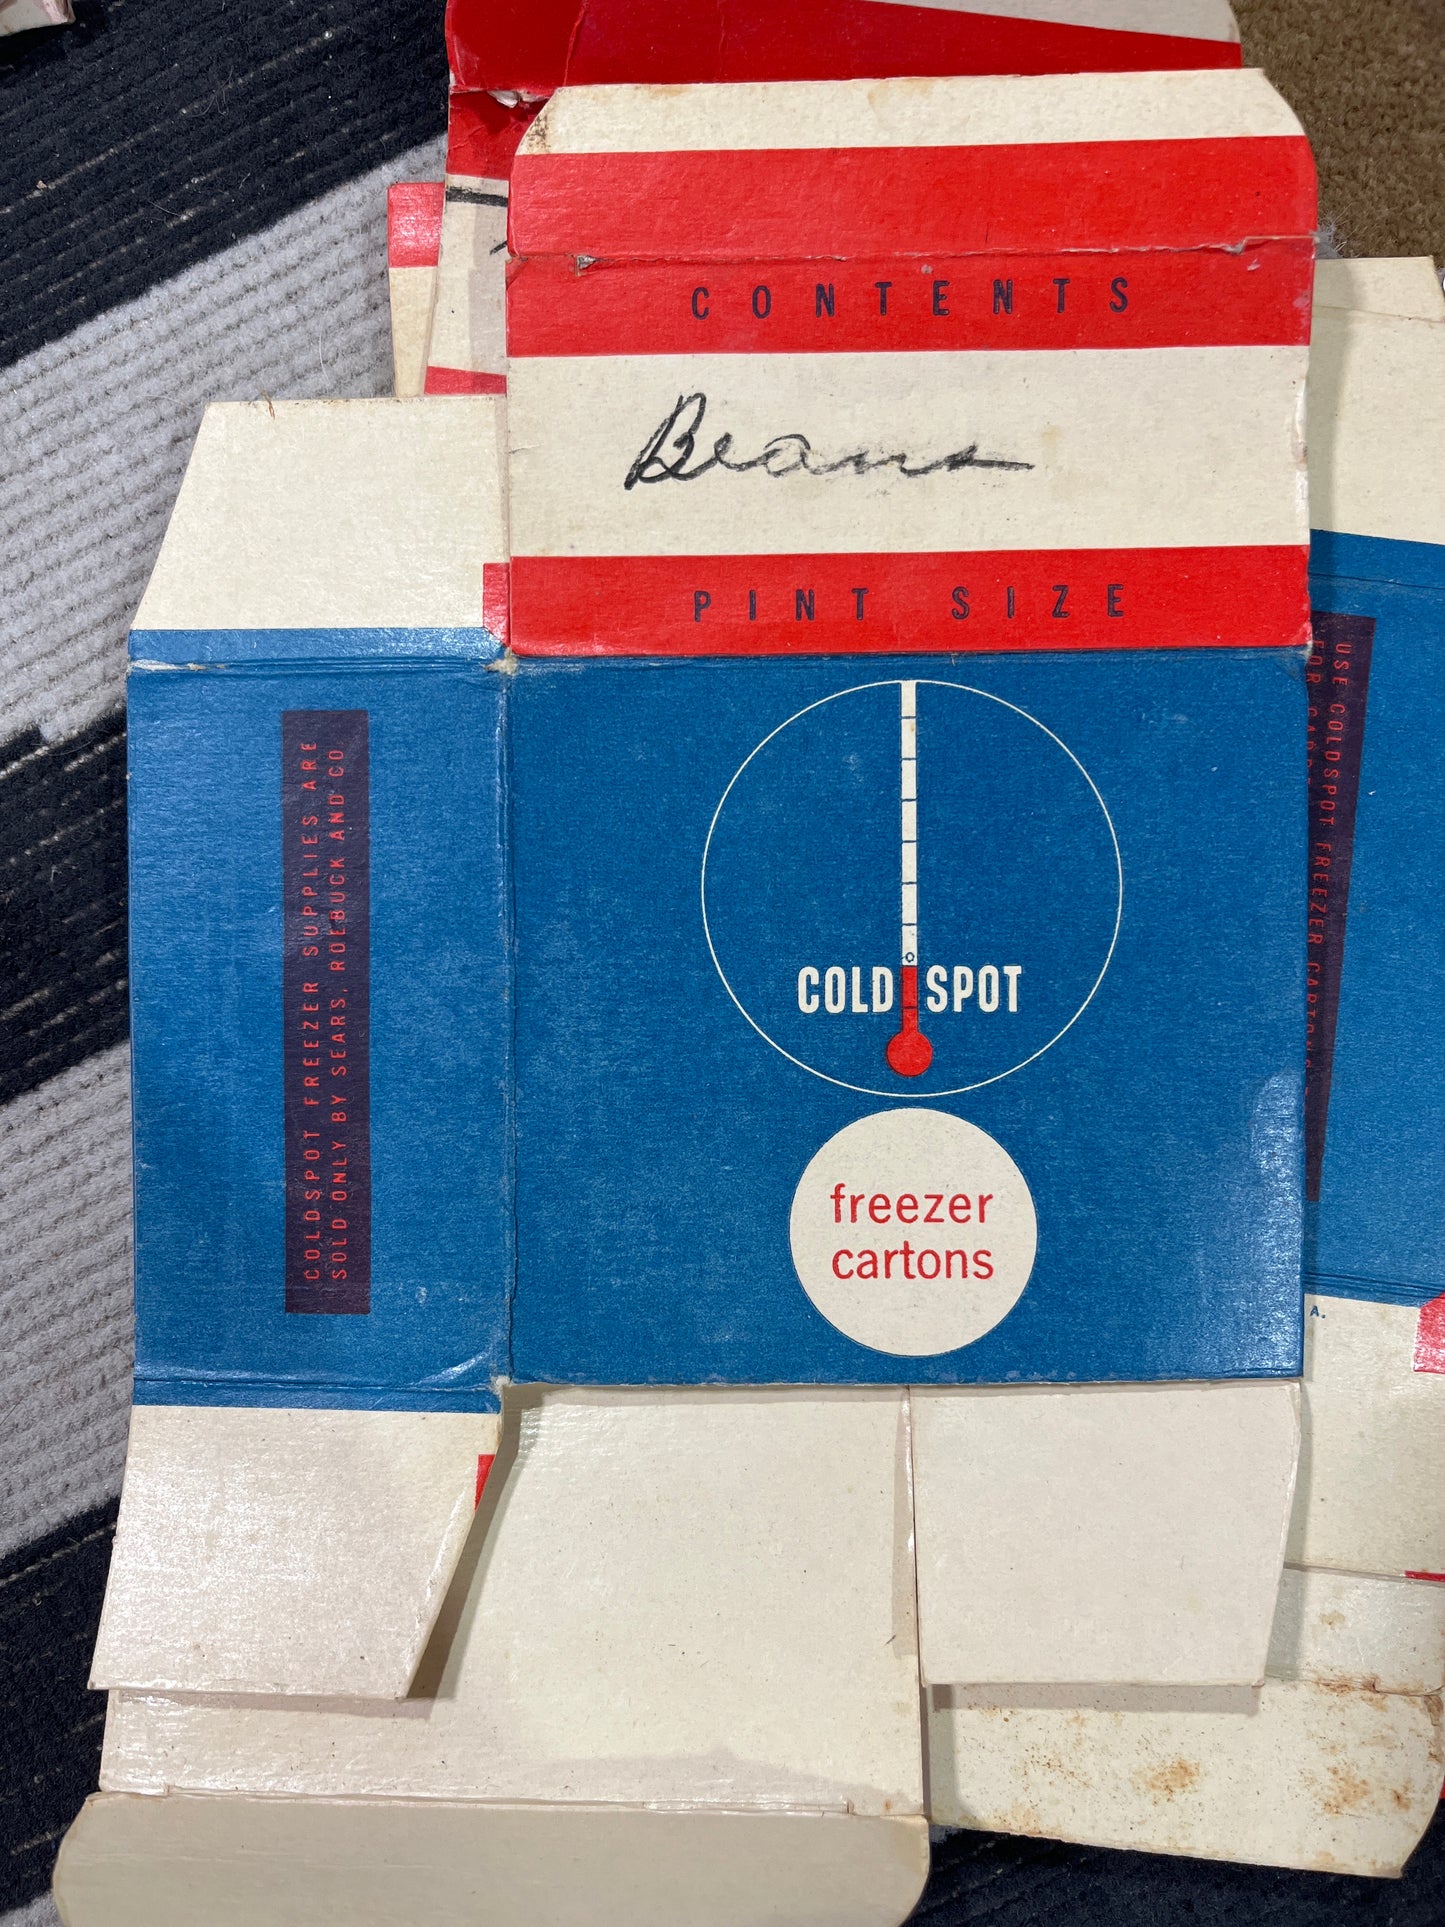 CONTENTS
Beans
PINT SIZE
COLDSPOT FREEZER SUPPLIES ARE
SOLD ONLY BY SEARS, ROEBUCK AND CO
COLD SPOT
freezer
cartons
USE COLDSPOT FREEZER CARTONS
FOR
A.